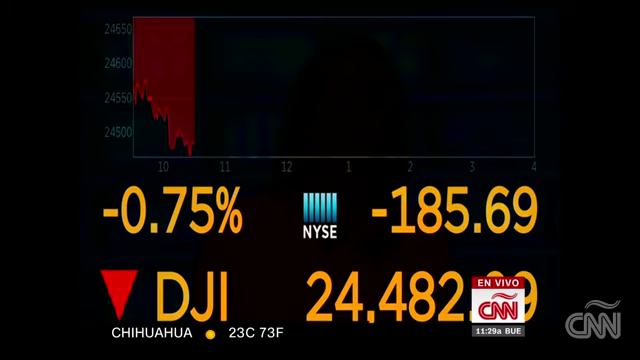 24650
24600
24550
24500
10 11 12 1 2 3 4
-0.75% NYSE -185.69
DJI
EN VIVO
CNN
11:29a BUE
CHIHUAHUA 23C 73F
CNN